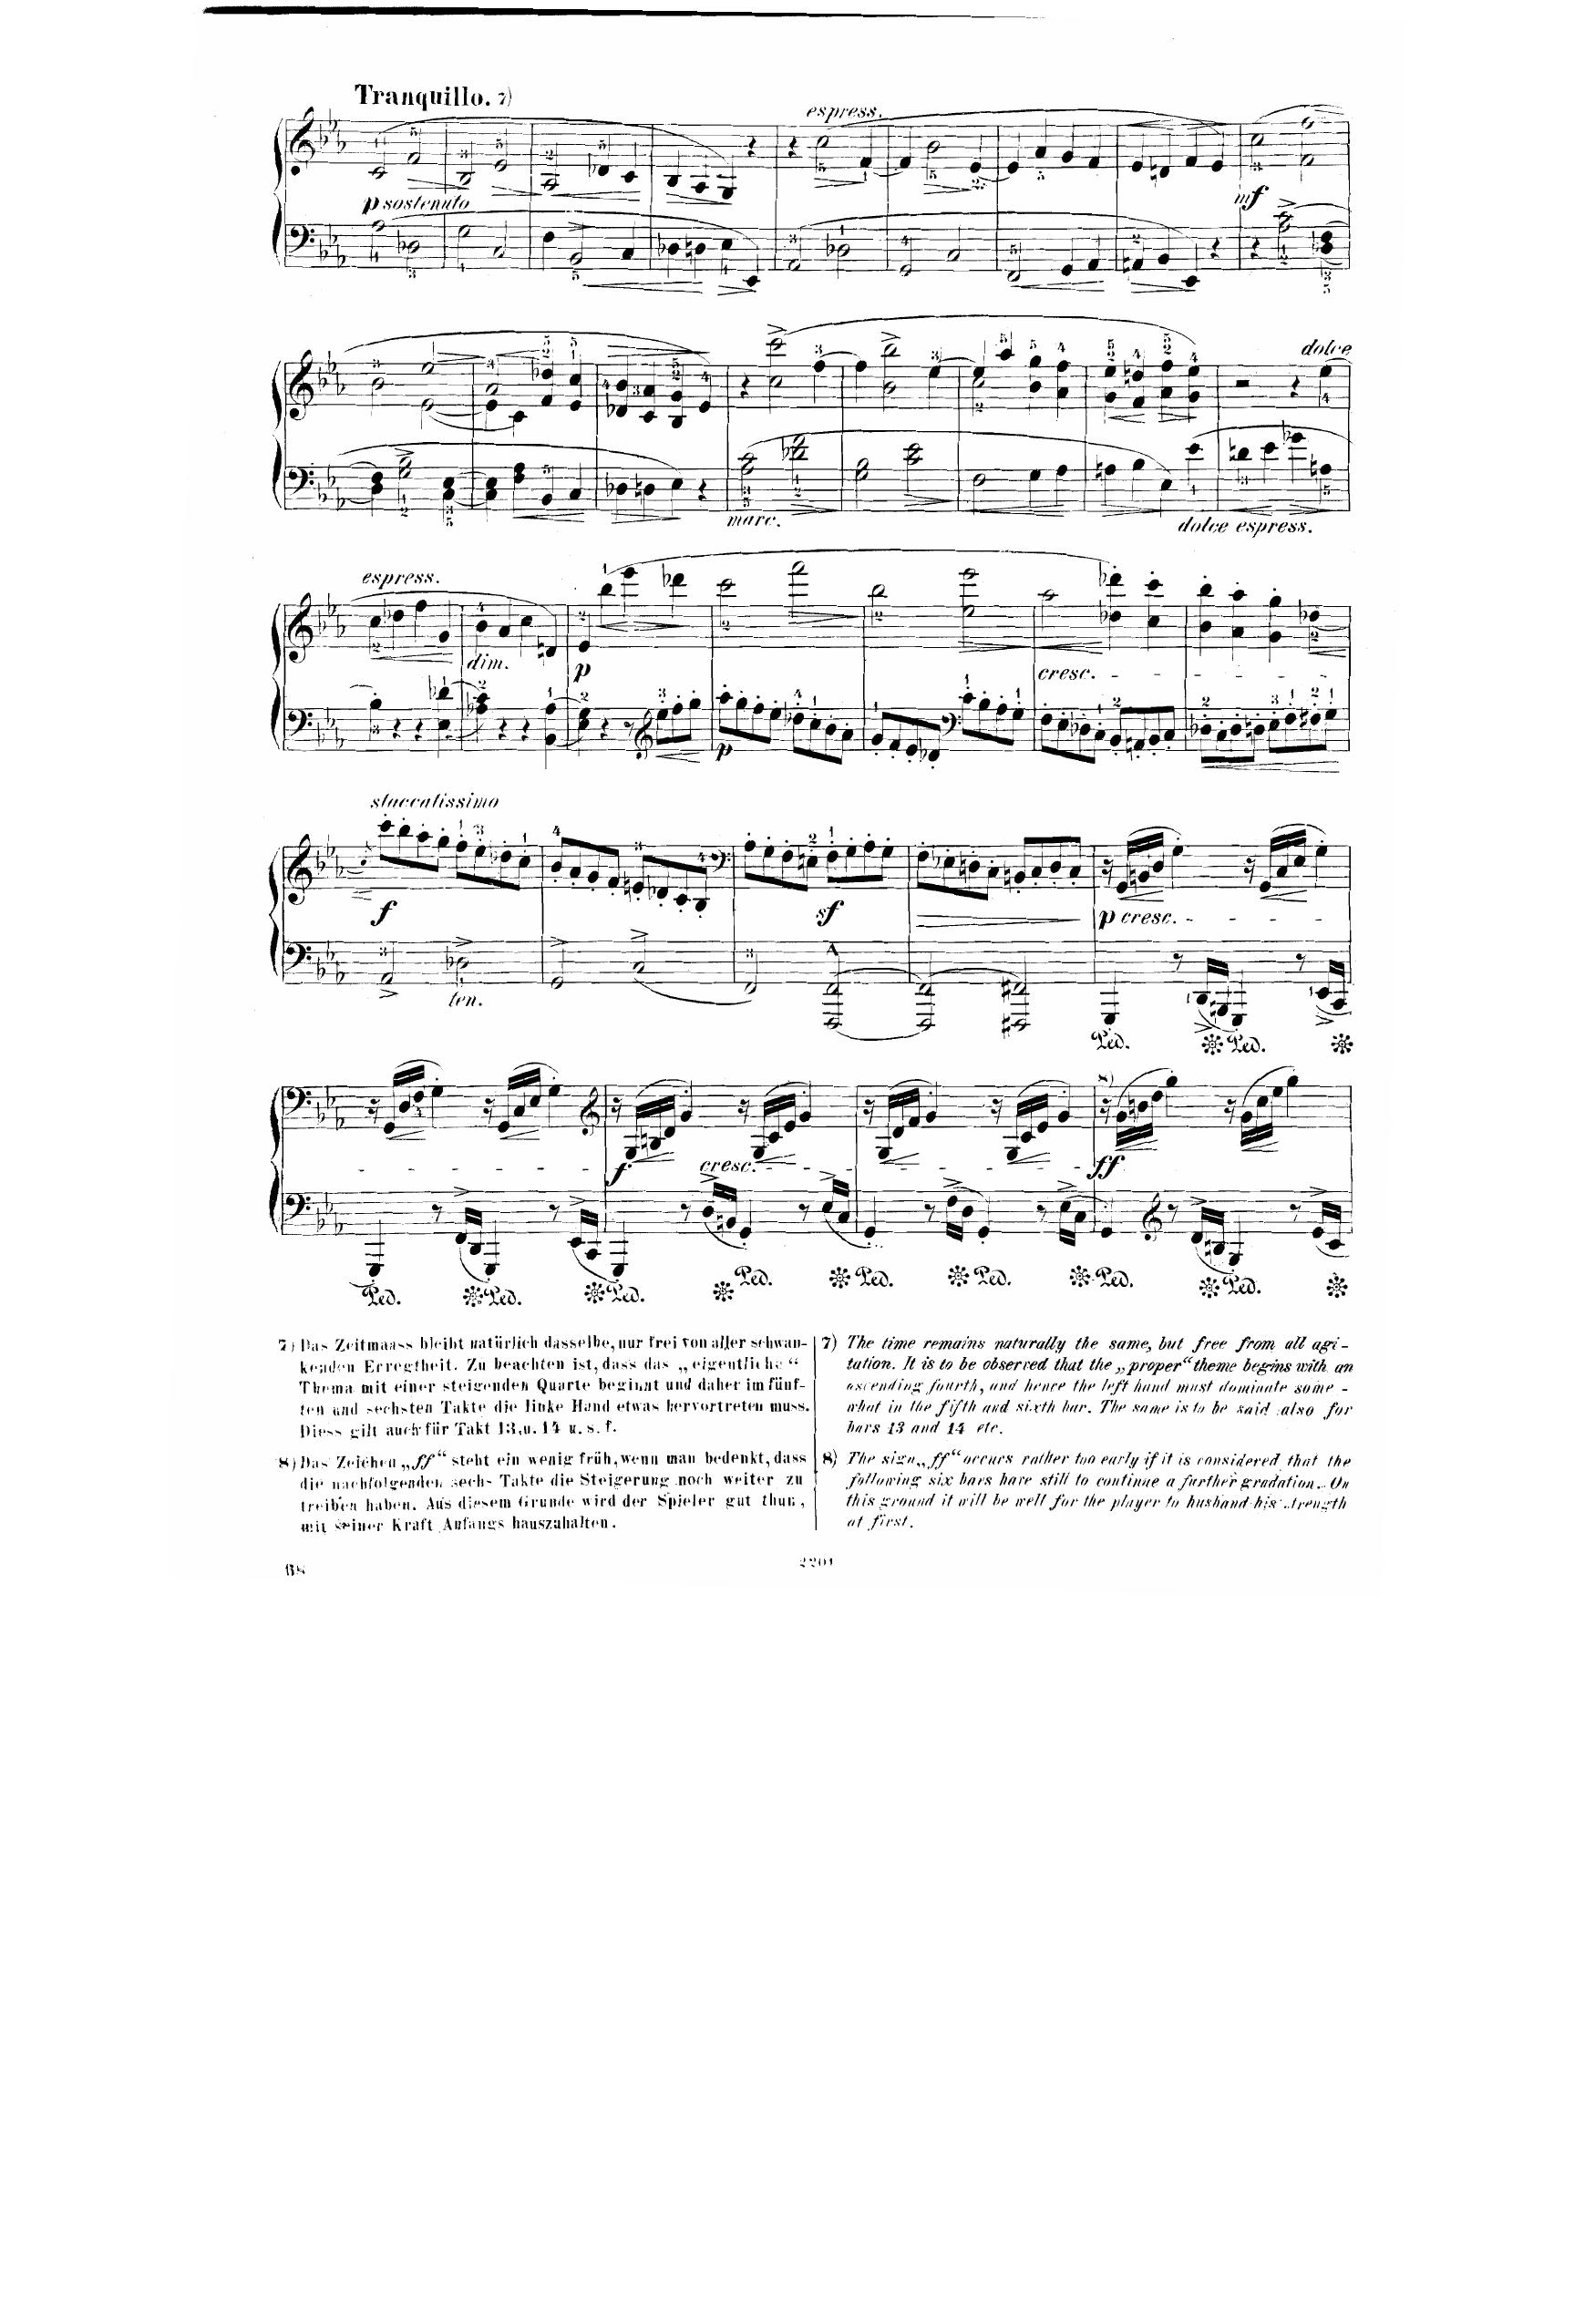 Tranquillo. 7)
espress.
p sostenuto
mf
dolce
marc.
dolce espress.
espress.
dim.
p
cresc.
p
staccatissimo
f
sf
p cresc.
ten.
Ped. Ped.
f
cresc.
8)
ff
Ped. Ped. Ped. Ped. Ped. Ped. Ped. Ped.
7) Das Zeitmaass bleibt natürlich dasselbe, nur frei von aller schwan-
kenden Erregtheit. Zu beachten ist, dass das „eigentliche“
Thema mit einer steigenden Quarte beginnt und daher im fünf-
ten und sechsten Takte die linke Hand etwas hervortreten muss.
Diess gilt auch für Takt 13, u. 14 u. s. f.
8) Das Zeichen „ff“ steht ein wenig früh, wenn man bedenkt, dass
die nachfolgenden sechs Takte die Steigerung noch weiter zu
treiben haben. Aus diesem Grunde wird der Spieler gut thun,
mit seiner Kraft Anfangs hauszuhalten.
7) The time remains naturally the same, but free from all agi-
tation. It is to be observed that the „proper“ theme begins with an
ascending fourth, and hence the left hand must dominate some-
what in the fifth and sixth bar. The same is to be said also for
bars 13 and 14 etc.
8) The sign „ff“ occurs rather too early if it is considered that the
following six bars have still to continue a further gradation. On
this ground it will be well for the player to husband his strength
at first.
2201